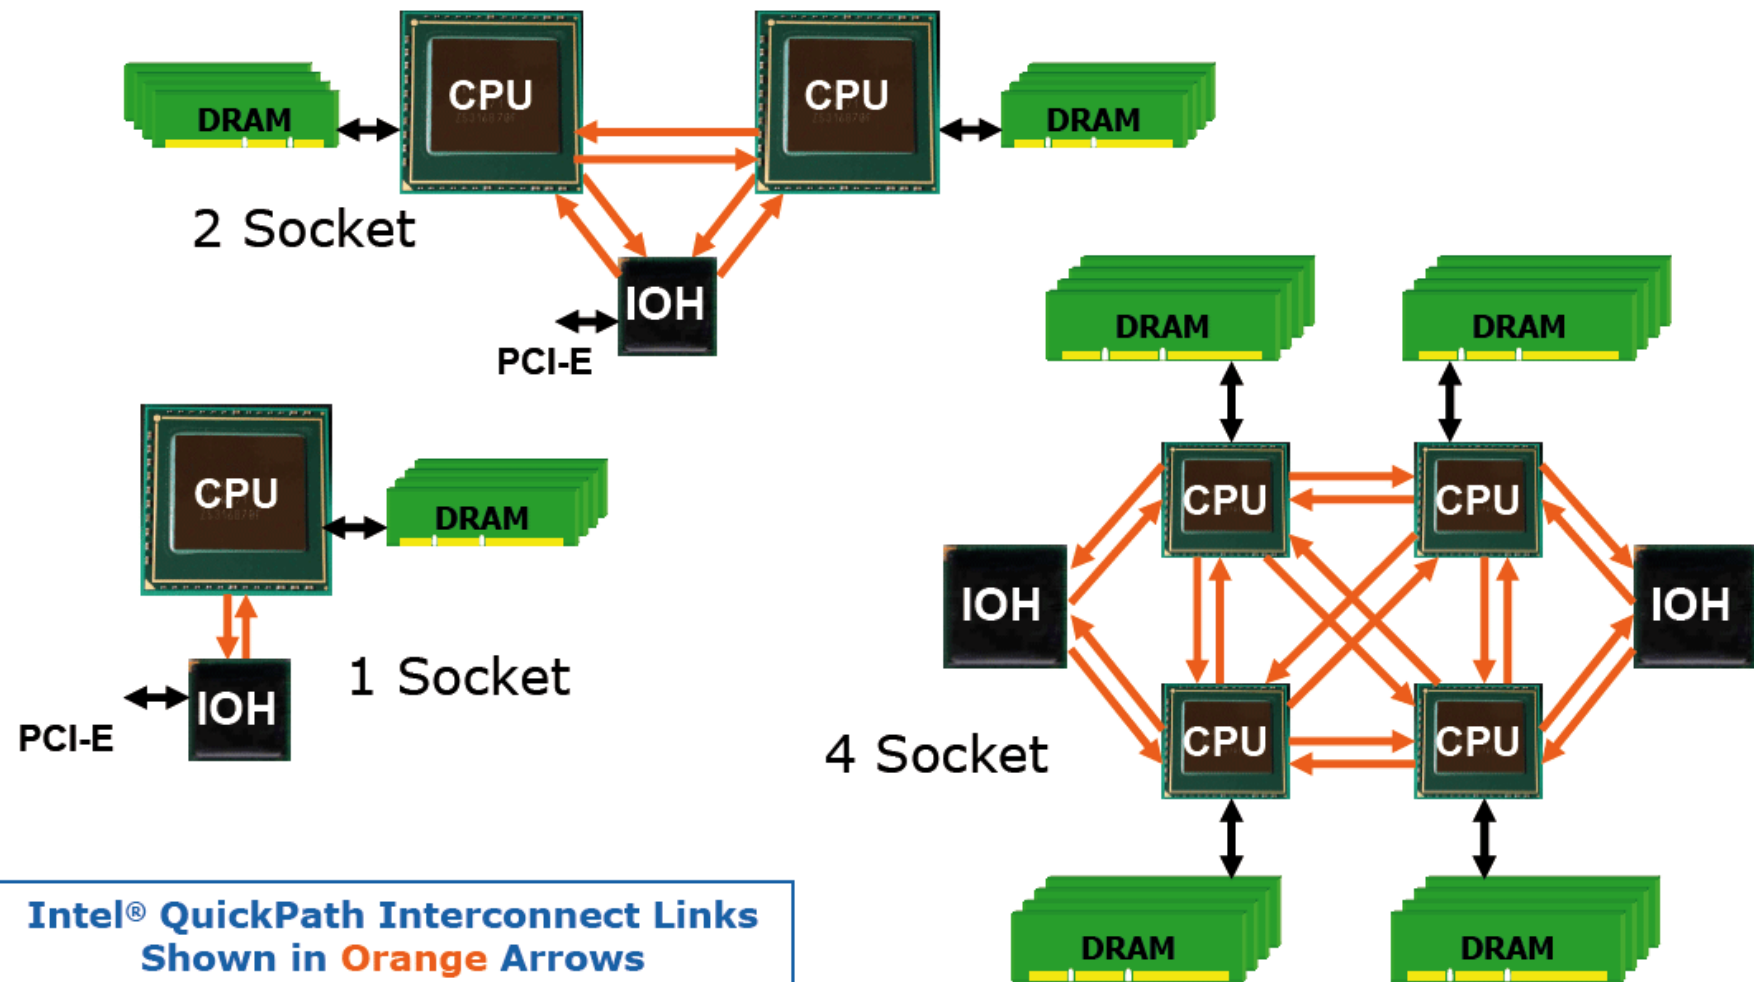 CPU
CPU
DRAM
DRAM
2 Socket
IOH
PCI-E
DRAM
DRAM
CPU
DRAM
CPU
CPU
IOH
IOH
1 Socket
IOH
PCI-E
CPU
CPU
4 Socket
Intel® QuickPath Interconnect Links
Shown in Orange Arrows
DRAM
DRAM